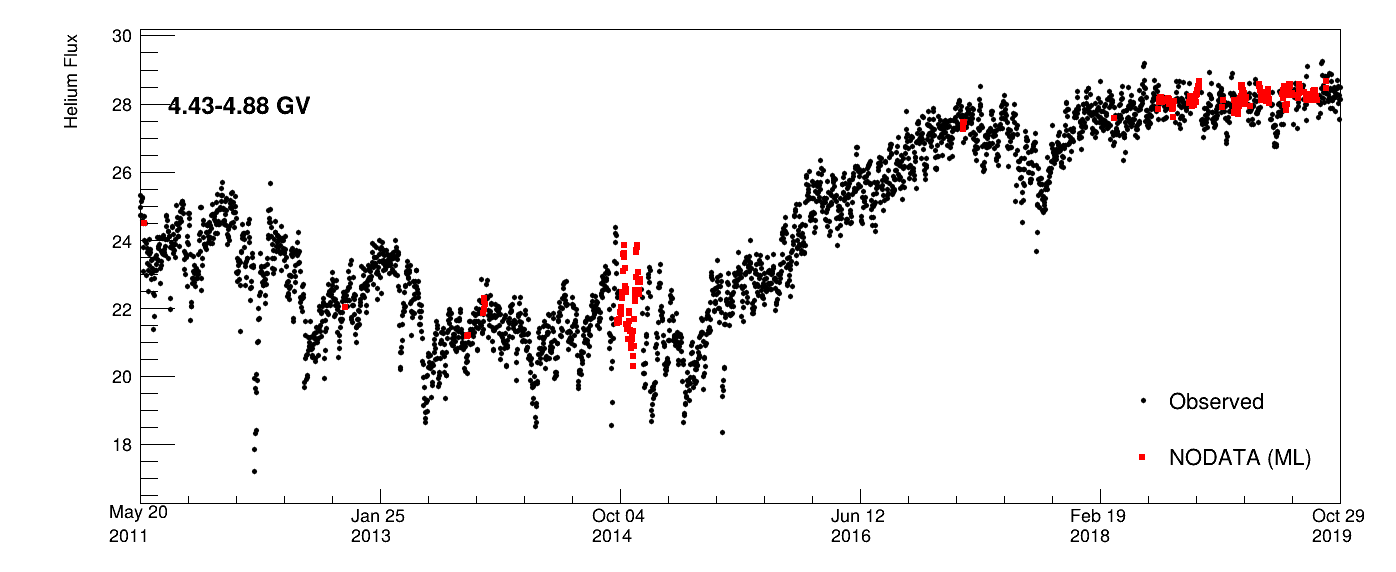 Helium Flux
30
28
26
24
22
20
18
4.43-4.88 GV
Observed
NODATA (ML)
May 20
2011
Jan 25
2013
Oct 04
2014
Jun 12
2016
Feb 19
2018
Oct 29
2019